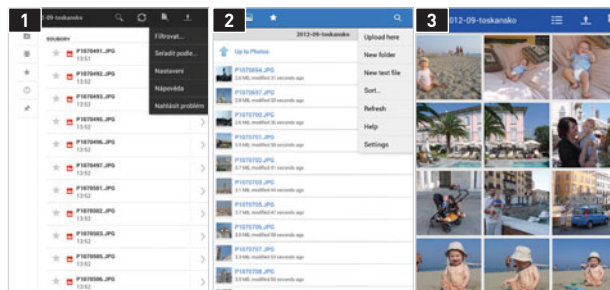 1
2012-09-toskansko
SOUBORY
P1070491.JPG
13:51
P1070492.JPG
P1070493.JPG
13:52
P1070495.JPG
13:52
P1070496.JPG
13:52
P1070497.JPG
13:52
P1070501.JPG
13:52
P1070502.JPG
13:52
P1070503.JPG
13:52
P1070505.JPG
13:52
P1070506.JPG
13:52
Filtrovat...
Seřadit podle...
Nastavení
Nápověda
Nahlásit problém
2
2012-09-toskansko
Up to Photos
P1070694.JPG
P1070697.JPG
P1070700.JPG
P1070701.JPG
P1070702.JPG
P1070703.JPG
P1070705.JPG
P1070706.JPG
P1070707.JPG
P1070708.JPG
Upload here
New folder
New text file
Sort...
Refresh
Help
Settings
3
2012-09-toskansko